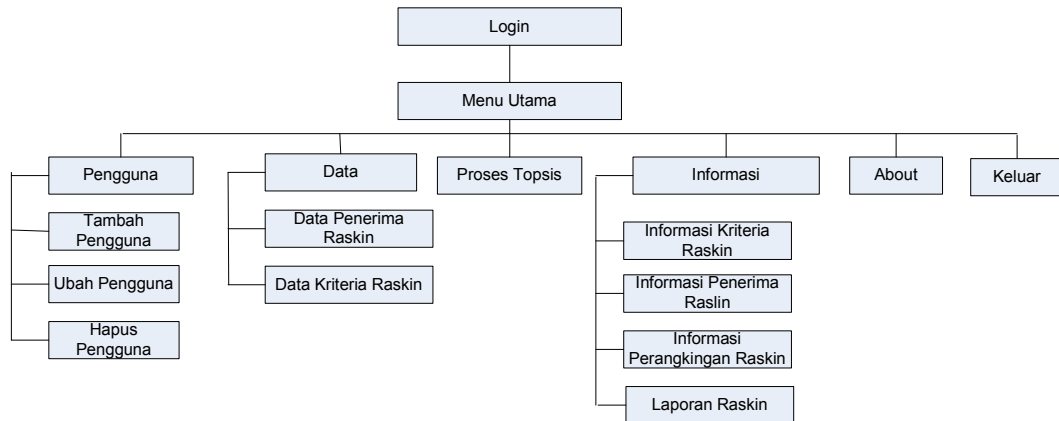 Login
Menu Utama
Pengguna
Data
Proses Topsis
Informasi
About
Keluar
Tambah
Pengguna
Ubah Pengguna
Hapus
Pengguna
Data Penerima
Raskin
Data Kriteria Raskin
Informasi Kriteria
Raskin
Informasi Penerima
Raslin
Informasi
Perangkingan Raskin
Laporan Raskin